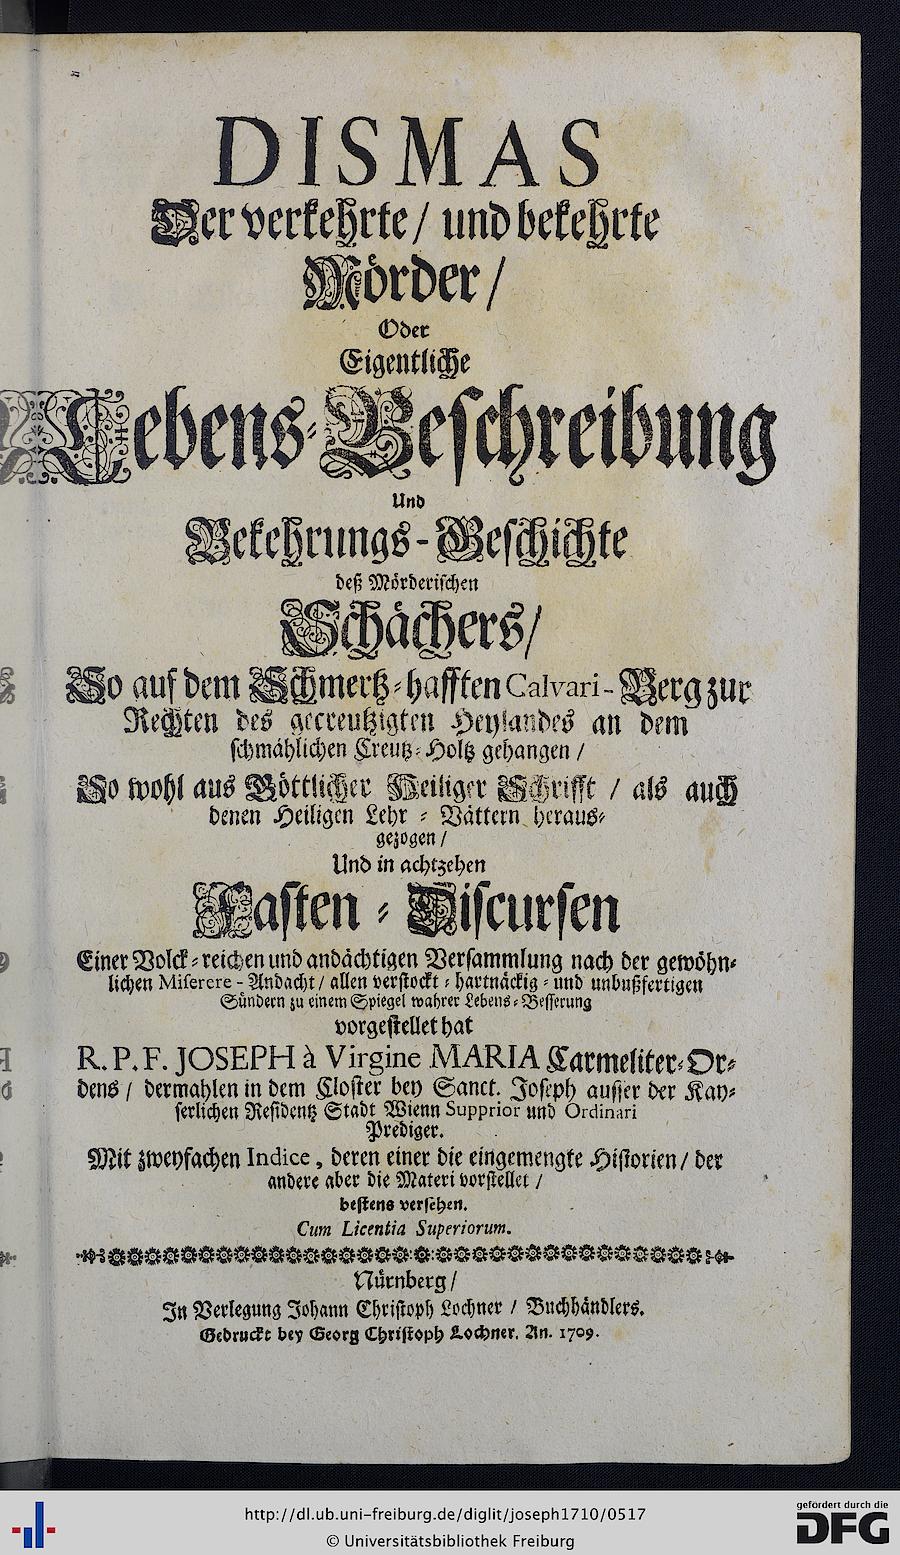 DISMAS
Der verkehrte / und bekehrte
Mörder /
Oder
Eigentliche
Lebens-Beschreibung
Und
Bekehrungs-Geschichte
deß Mörderischen
Schächers /
So auf dem Schmertz-hafften Calvari-Berg zur
Rechten des gecreutzigten Heylandes an dem
schmählichen Creutz-Holtz gehangen /
So wohl aus Göttlicher Heiliger Schrifft / als auch
denen Heiligen Lehr-Vättern heraus-
gezogen /
Und in achtzehen
Fasten-Discursen
Einer Volck-reichen und andächtigen Versammlung nach der gewöhn-
lichen Miserere-Andacht / allen verstockt-hartnäckig-und unbußfertigen
Sündern zu einem Spiegel wahrer Lebens-Besserung
vorgestellet hat
R. P. F. JOSEPH à Virgine MARIA Carmeliter-Or-
dens / dermahlen in dem Closter bey Sanct. Joseph ausser der Kay-
serlichen Residentz Stadt Wienn Supprior und Ordinari
Prediger.
Mit zweyfachen Indice, deren einer die eingemengte Historien / der
andere aber die Materi vorstellet /
bestens versehen.
Cum Licentia Superiorum.
Nürnberg /
In Verlegung Johann Christoph Lochner / Buchhändlers.
Gedruckt bey Georg Christoph Lochner. An. 1709.
http://dl.ub.uni-freiburg.de/diglit/joseph1710/0517
© Universitätsbibliothek Freiburg
gefördert durch die
DFG